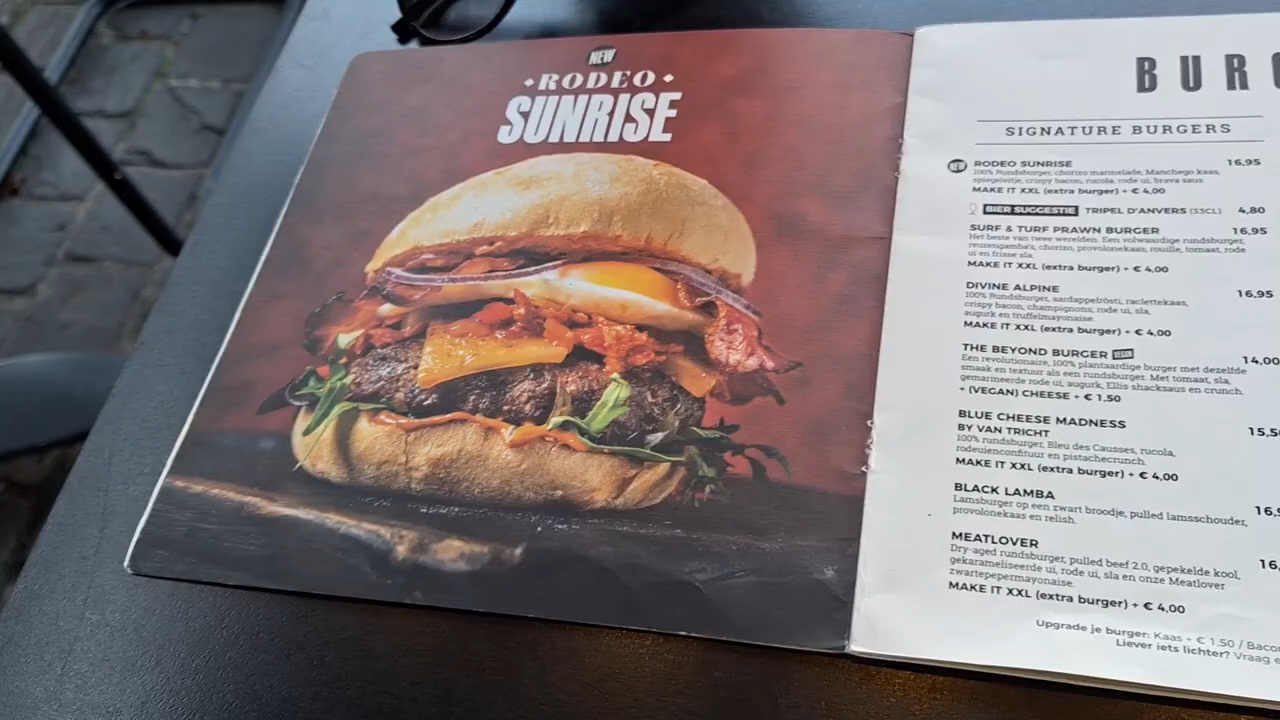 NEW
RODEO
SUNRISE
BURG
SIGNATURE BURGERS
NEW RODEO SUNRISE 16,95
100% Rundsburger, chorizo marmelade, Manchego kaas,
spiegeleitje, crispy bacon, rucola, rode ui, brava saus
MAKE IT XXL (extra burger) + € 4,00
BIER SUGGESTIE TRIPEL D'ANVERS (33CL) 4,80
SURF & TURF PRAWN BURGER 16,95
Het beste van twee werelden. Een volwaardige rundsburger,
reuzengamba's, chorizo, provolonekaas, rouille, tomaat, rode
ui en frisse sla.
MAKE IT XXL (extra burger) + € 4,00
DIVINE ALPINE 16,95
100% Rundsburger, aardappelrösti, raclettekaas,
crispy bacon, champignons, rode ui, sla,
augurk en truffelmayonaise.
MAKE IT XXL (extra burger) + € 4,00
THE BEYOND BURGER VEGAN 14,00
Een revolutionaire, 100% plantaardige burger met dezelfde
smaak en textuur als een rundsburger. Met tomaat, sla,
gemarineerde rode ui, augurk, Ellis shacksaus en crunch.
+ (VEGAN) CHEESE + € 1.50
BLUE CHEESE MADNESS
BY VAN TRICHT 15,50
100% rundsburger, Bleu des Causses, rucola,
rodeuienconfituur en pistachecrunch.
MAKE IT XXL (extra burger) + € 4,00
BLACK LAMBA 16,9
Lamsburger op een zwart broodje, pulled lamsschouder,
provolonekaas en relish.
MEATLOVER 16,
Dry-aged rundsburger, pulled beef 2.0, gepekelde kool,
gekarameliseerde ui, rode ui, sla en onze Meatlover
zwartepepermayonaise.
MAKE IT XXL (extra burger) + € 4,00
Upgrade je burger: Kaas + € 1.50 / Bacon
Liever iets lichter? Vraag e